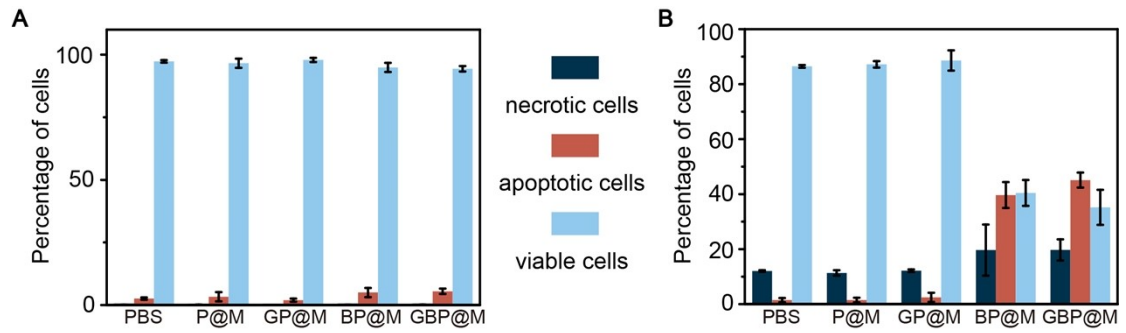 A
Percentage of cells
100
50
0
PBS P@M GP@M BP@M GBP@M
necrotic cells
apoptotic cells
viable cells
B
Percentage of cells
100
80
60
40
20
0
PBS P@M GP@M BP@M GBP@M